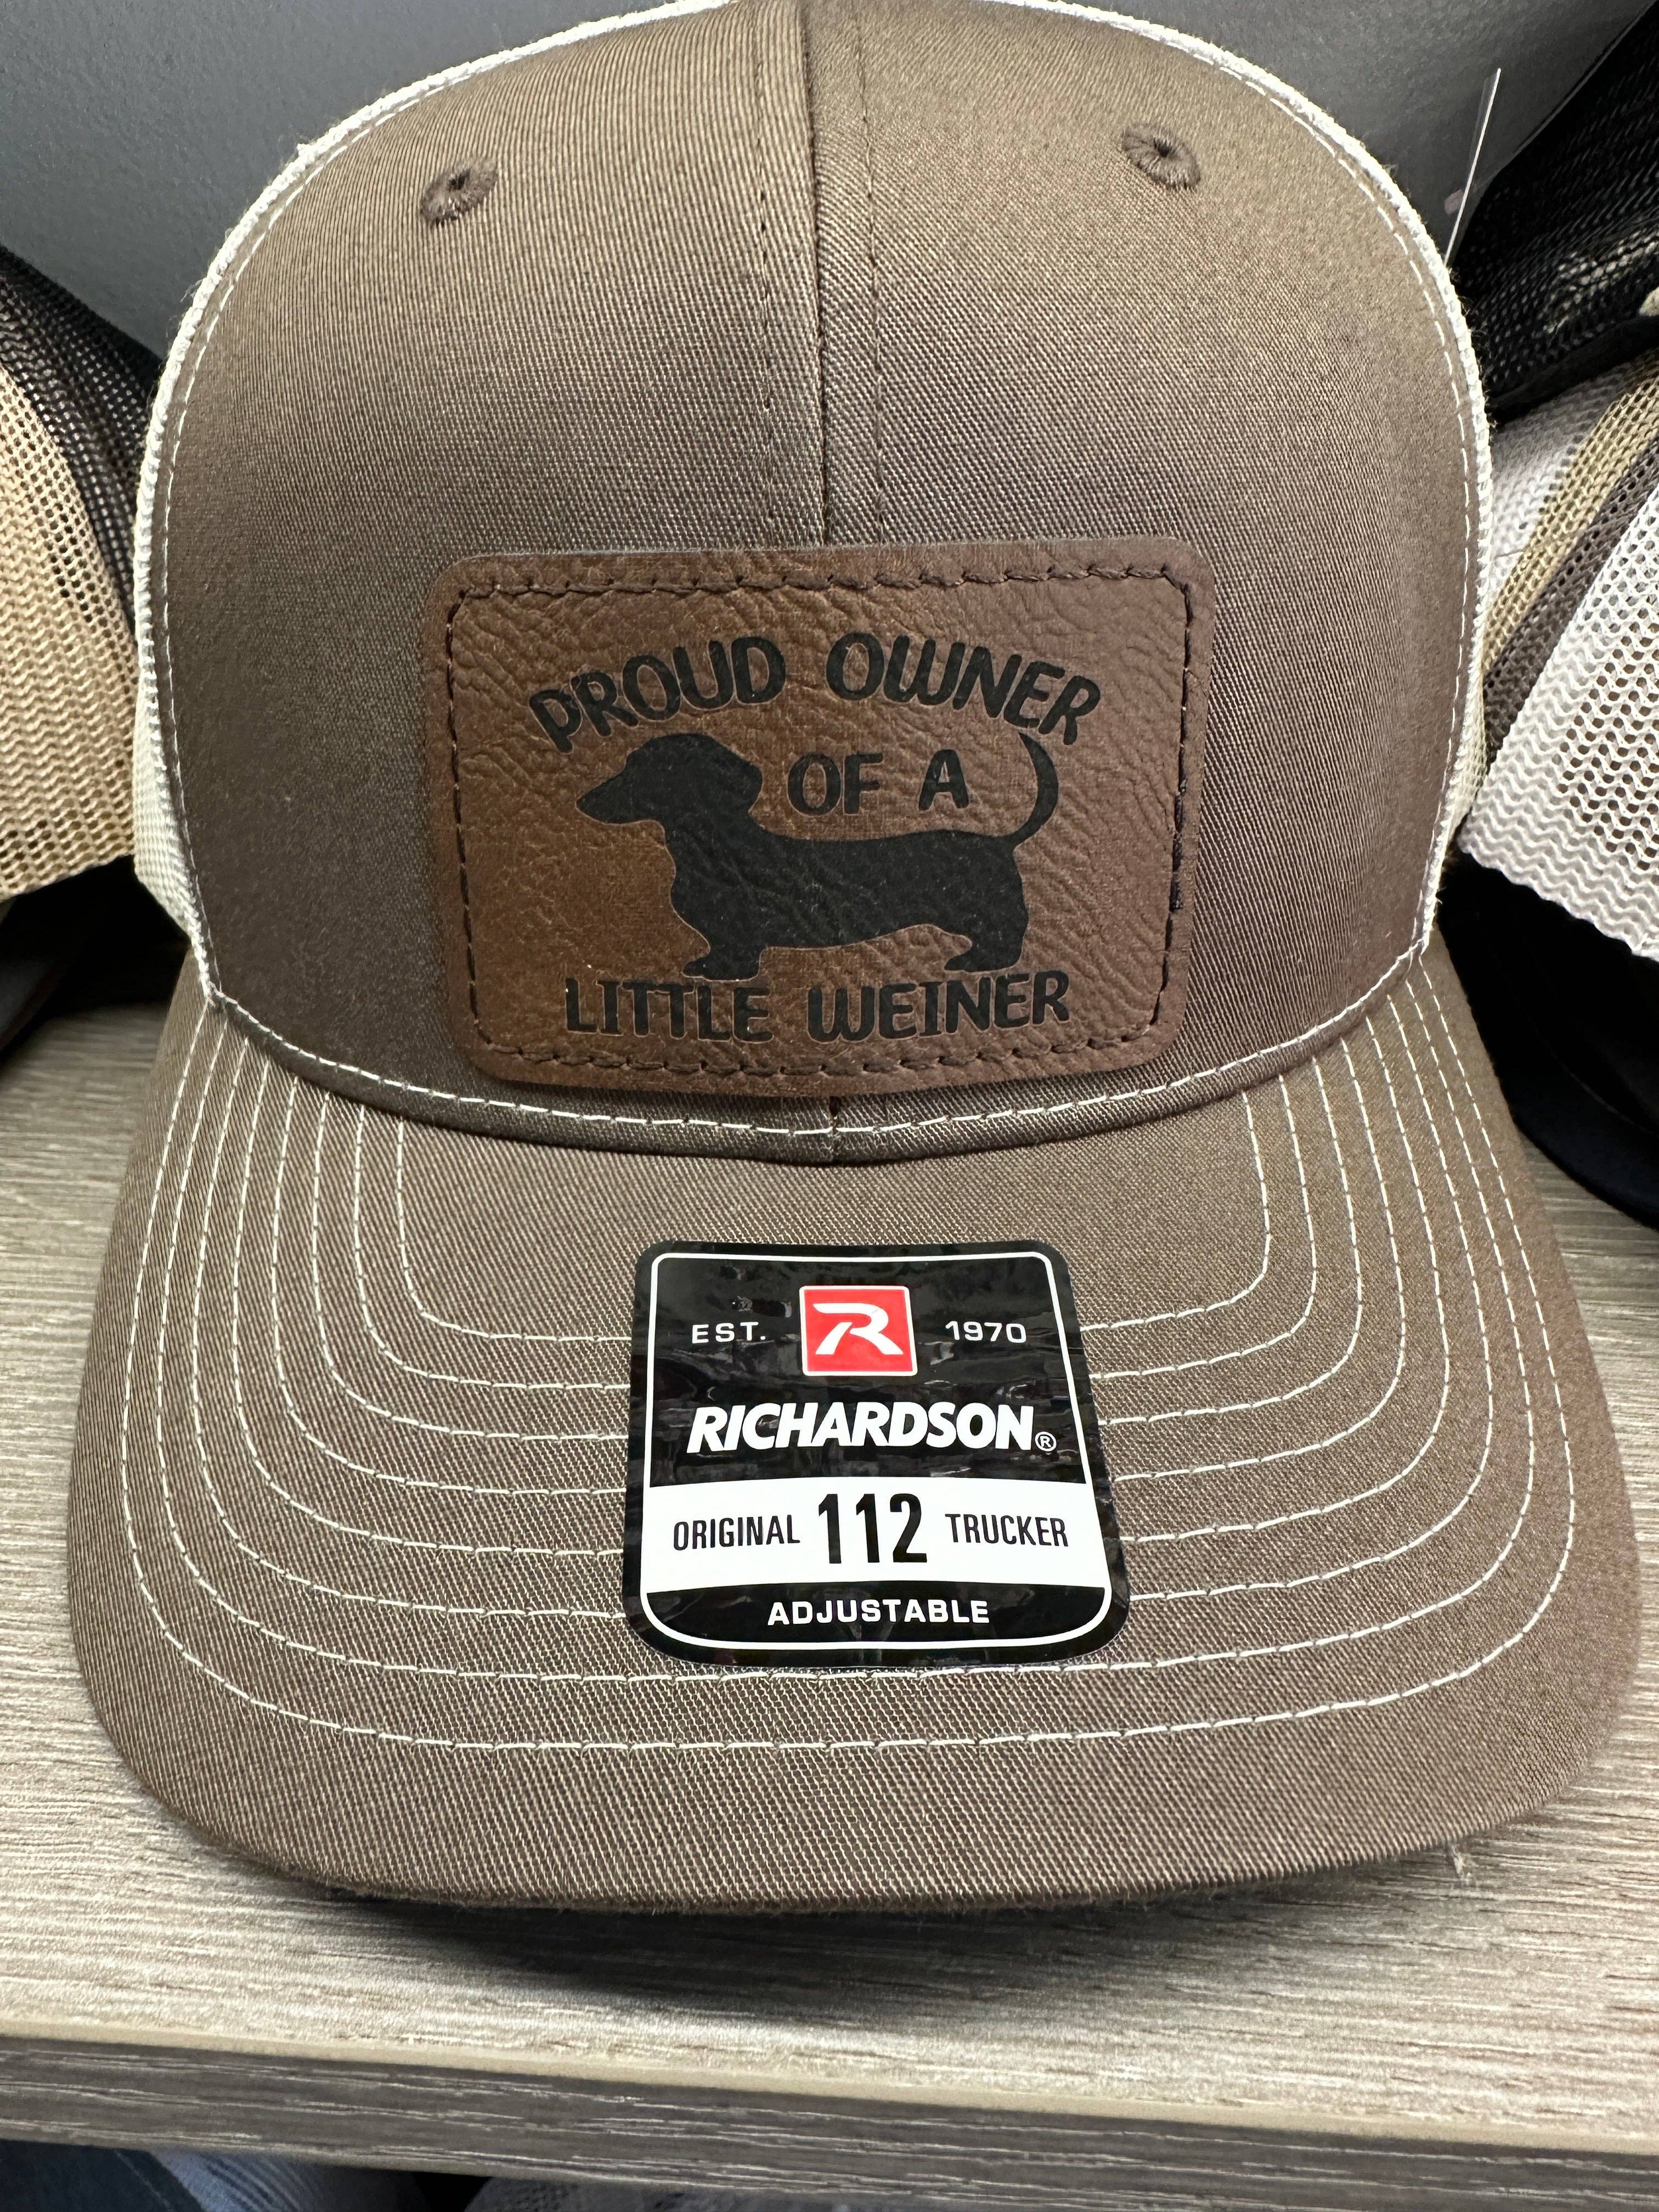 PROUD OWNER
OF A
LITTLE WEINER
EST. R 1970
RICHARDSON®
ORIGINAL 112 TRUCKER
ADJUSTABLE